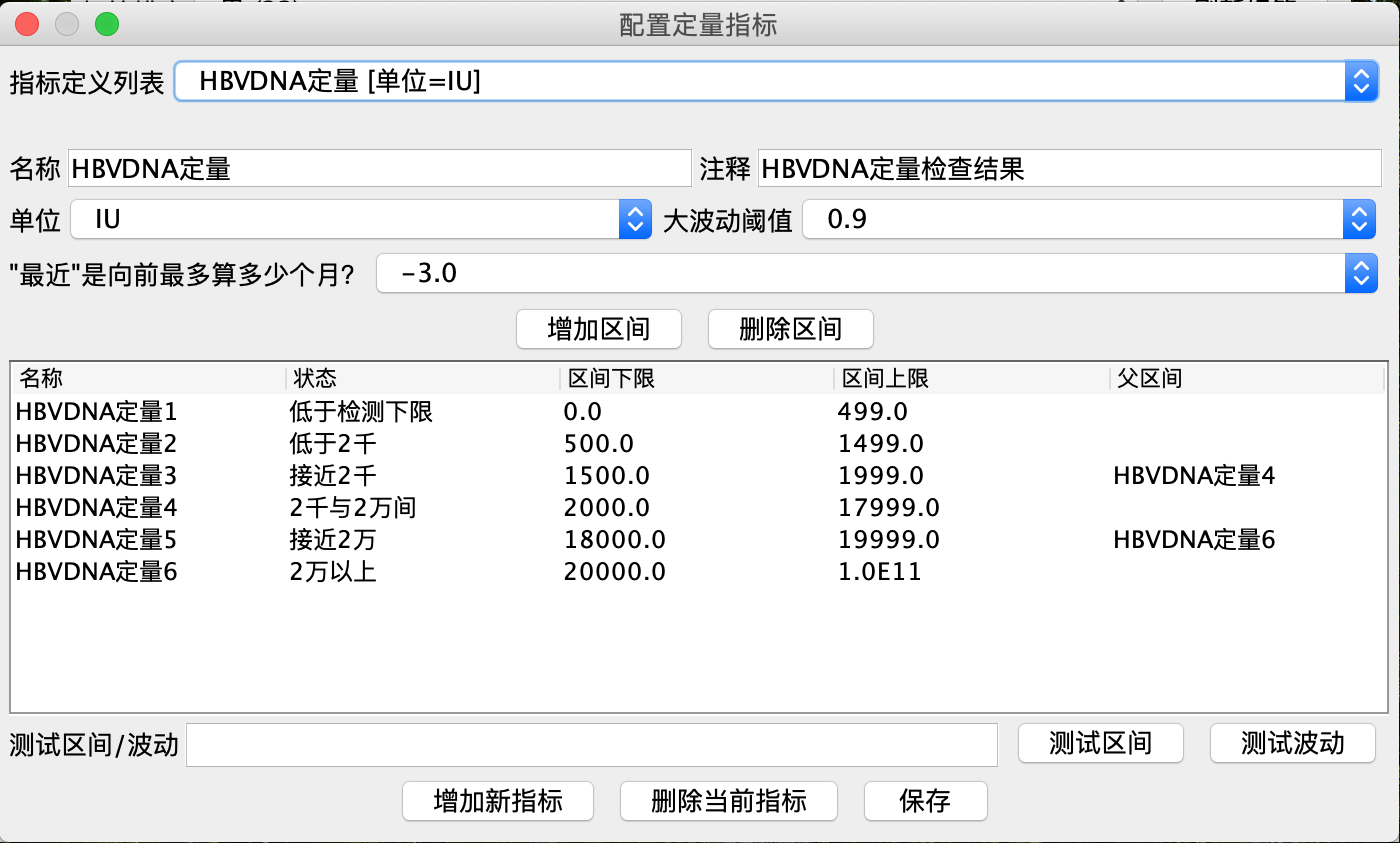 配置定量指标
指标定义列表 HBVDNA定量 [单位=IU]
名称 HBVDNA定量 注释 HBVDNA定量检查结果
单位 IU 大波动阈值 0.9
"最近"是向前最多算多少个月? -3.0
增加区间 删除区间
名称 状态 区间下限 区间上限 父区间
HBVDNA定量1 低于检测下限 0.0 499.0
HBVDNA定量2 低于2千 500.0 1499.0
HBVDNA定量3 接近2千 1500.0 1999.0 HBVDNA定量4
HBVDNA定量4 2千与2万间 2000.0 17999.0
HBVDNA定量5 接近2万 18000.0 19999.0 HBVDNA定量6
HBVDNA定量6 2万以上 20000.0 1.0E11
测试区间/波动 测试区间 测试波动
增加新指标 删除当前指标 保存